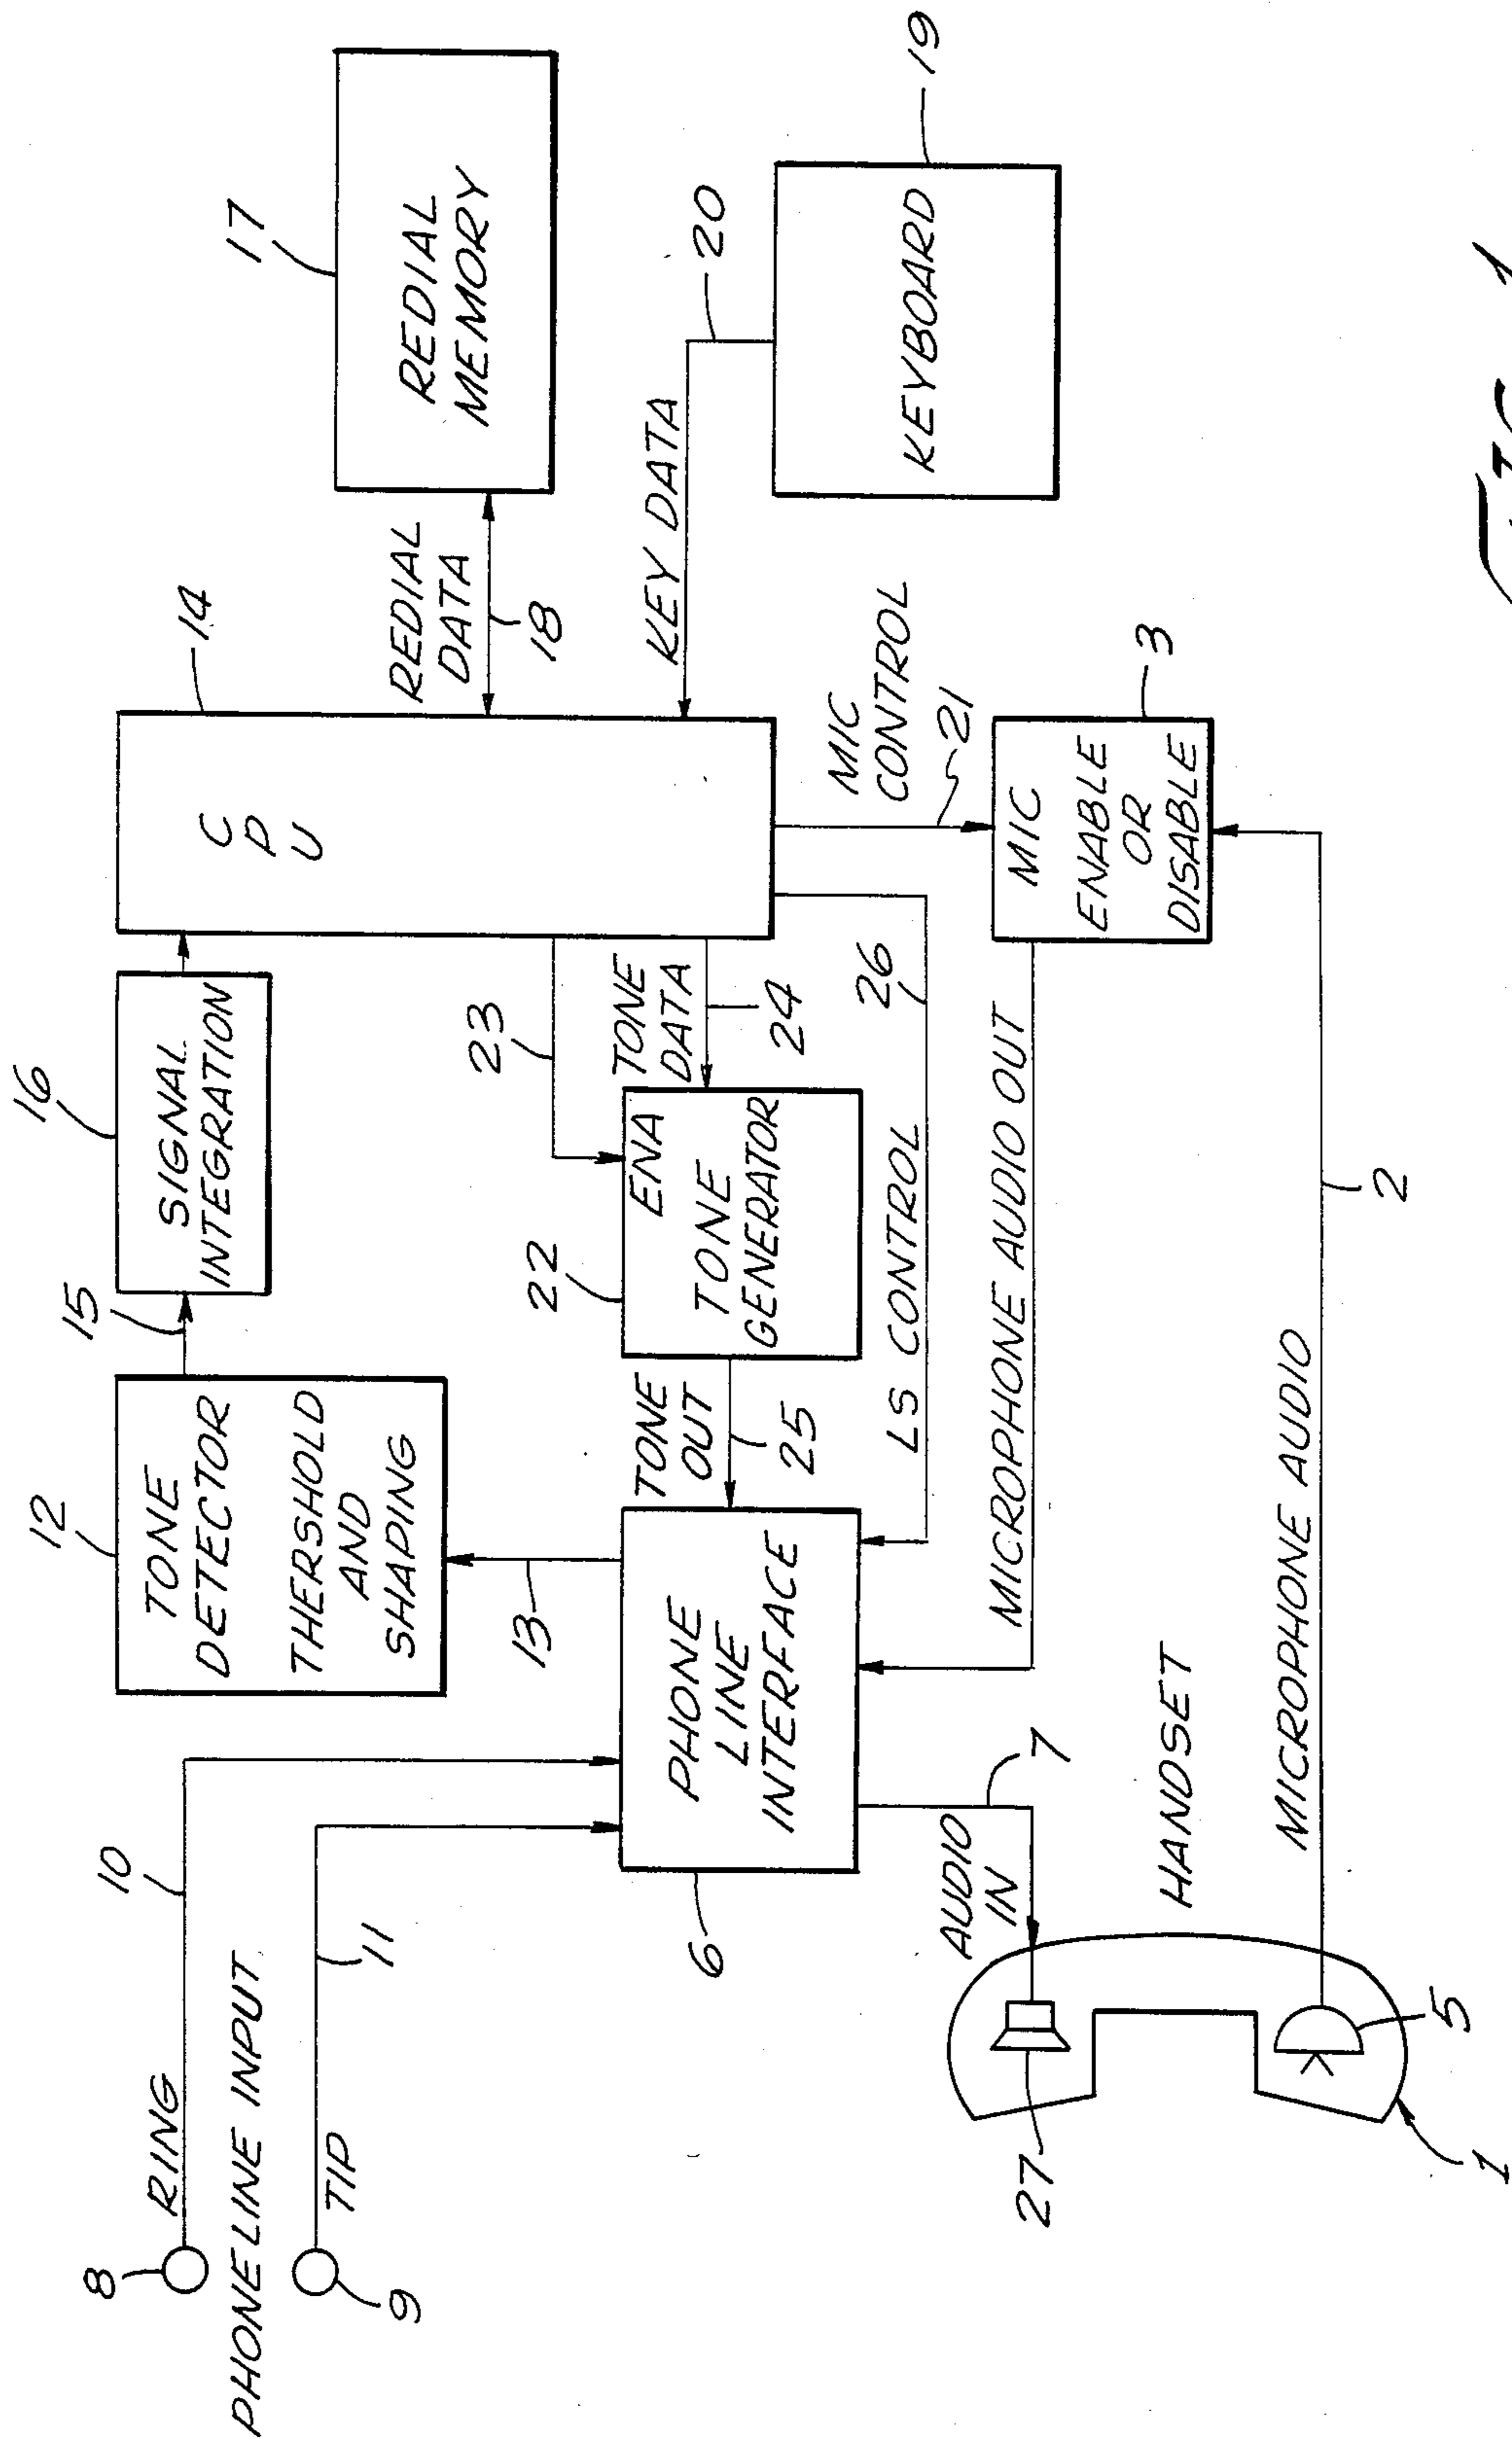 16
SIGNAL
INTEGRATION
15
12
TONE
DETECTOR
THERSHOLD
AND
SHAPING
10
8
RING
PHONE LINE INPUT
11
TIP
9
14
CPU
17
REDIAL
MEMORY
REDIAL
DATA
18
20
KEY DATA
KEYBOARD
19
23
TONE
DATA
24
22
ENA
TONE
GENERATOR
TONE
OUT
25
13
PHONE
LINE
INTERFACE
6
MIC
CONTROL
21
26
LS CONTROL
MIC
ENABLE
OR
DISABLE
3
MICROPHONE AUDIO OUT
AUDIO
IN
7
HANDSET
MICROPHONE AUDIO
2
27
5
1